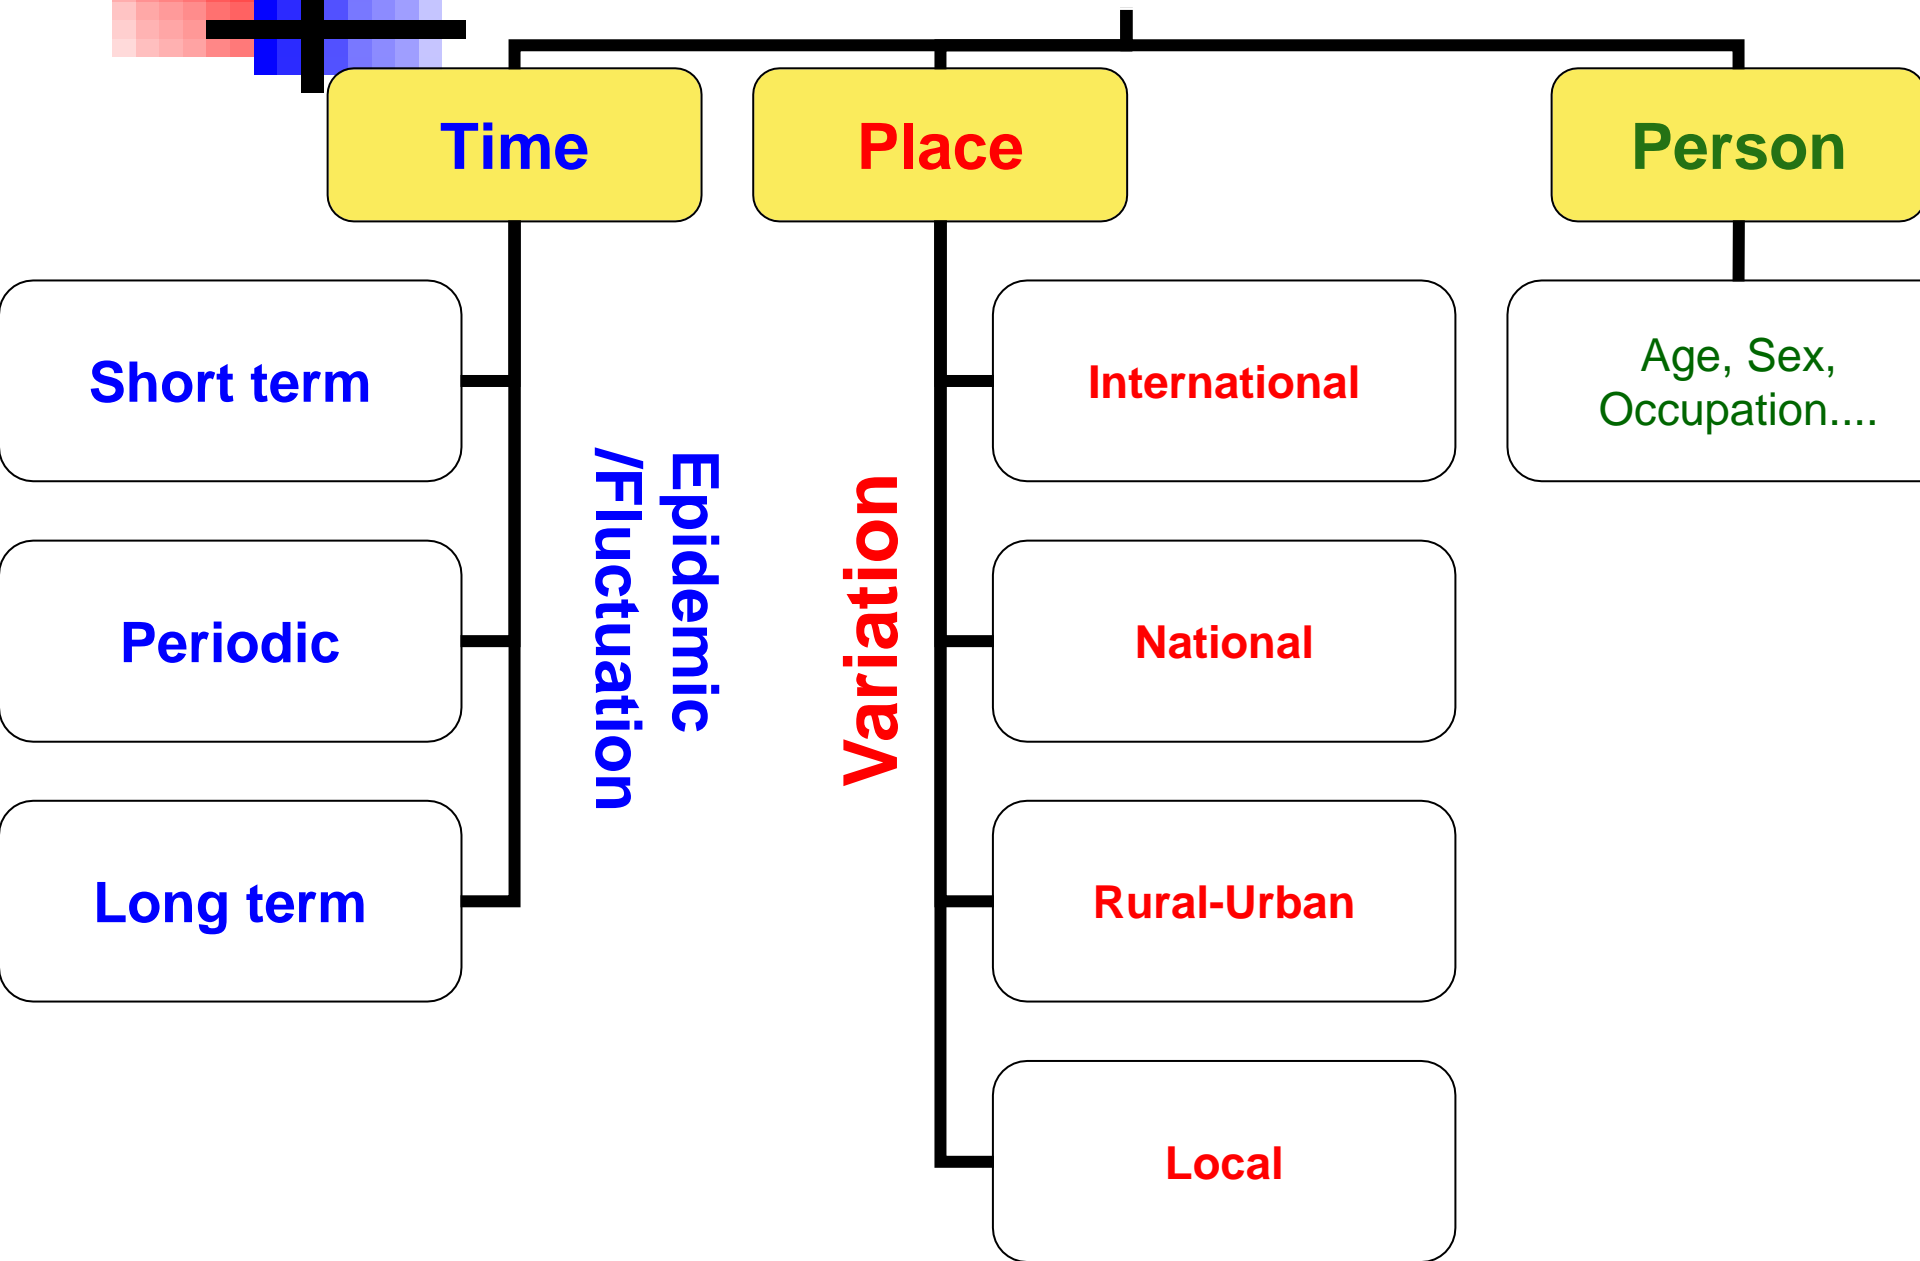 Time
Place
Person
Short term
Periodic
Long term
Epidemic
/Fluctuation
Variation
International
National
Rural-Urban
Local
Age, Sex,
Occupation....